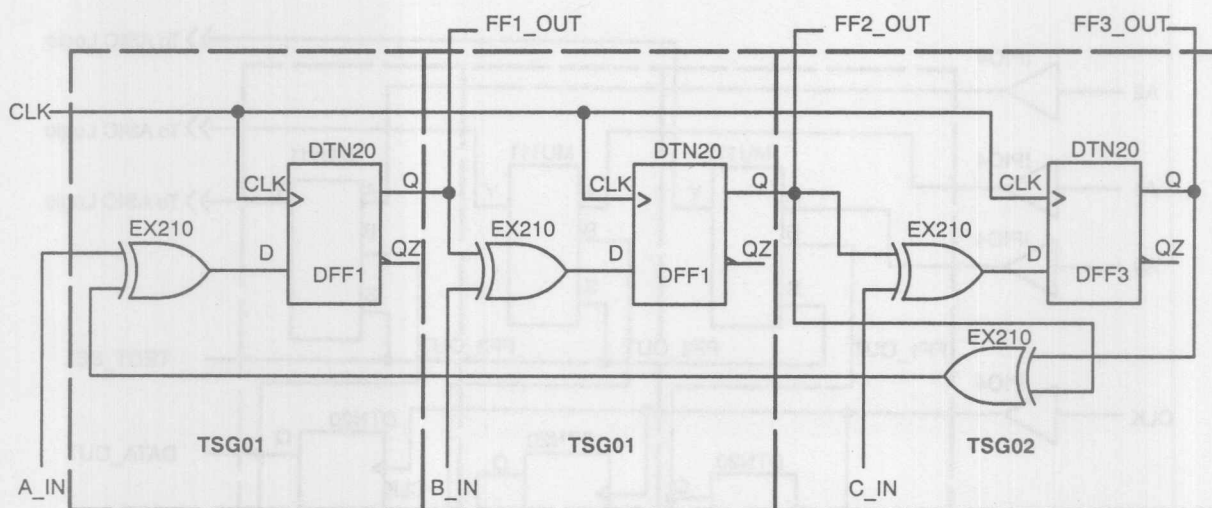 FF1_OUT
FF2_OUT
FF3_OUT
CLK
DTN20
DTN20
DTN20
CLK
Q
CLK
Q
CLK
Q
EX210
EX210
EX210
D
QZ
D
QZ
D
QZ
DFF1
DFF1
DFF3
EX210
TSG01
TSG01
TSG02
A_IN
B_IN
C_IN